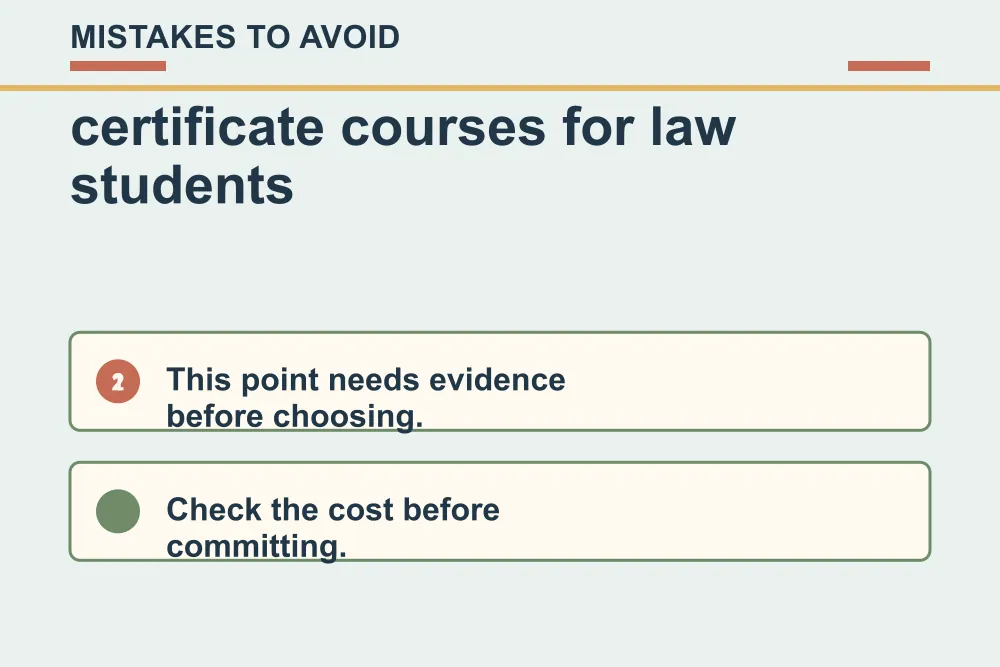 MISTAKES TO AVOID
certificate courses for law
students
2
This point needs evidence
before choosing.
Check the cost before
committing.